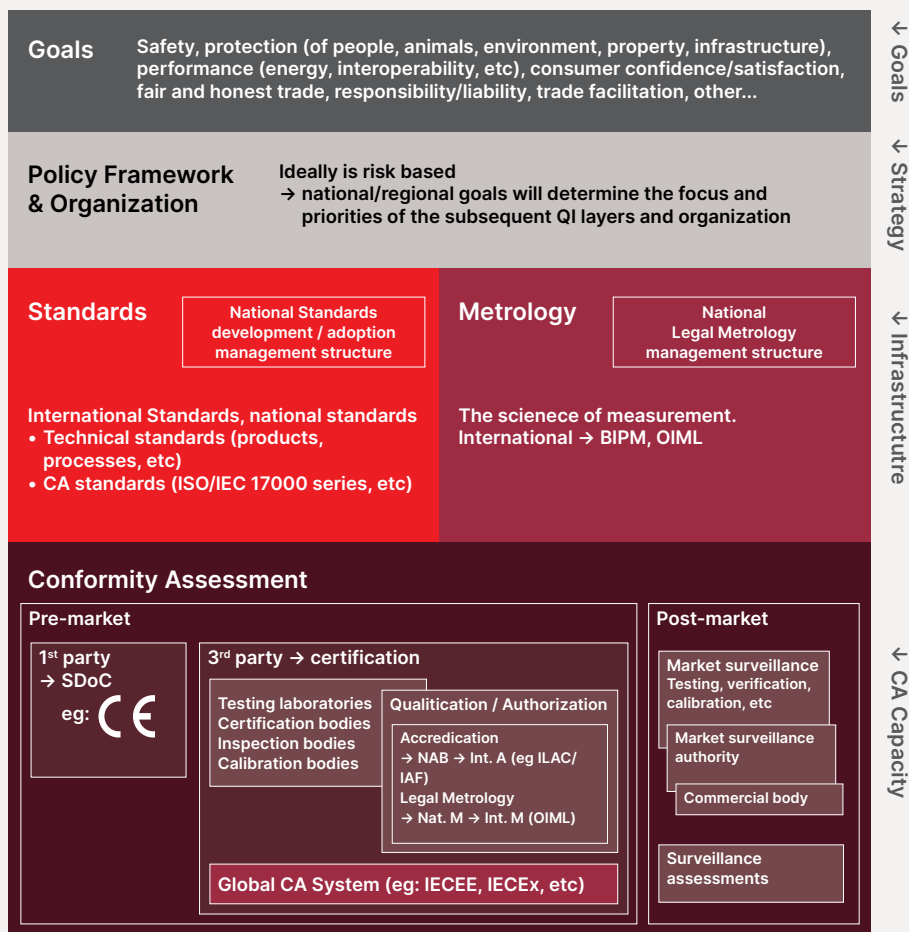 Goals
Safety, protection (of people, animals, environment, property, infrastructure),
performance (energy, interoperability, etc), consumer confidence/satisfaction,
fair and honest trade, responsibility/liability, trade facilitation, other...
← Goals
Policy Framework
& Organization
Ideally is risk based
→ national/regional goals will determine the focus and
priorities of the subsequent QI layers and organization
← Strategy
Standards
National Standards
development / adoption
management structure
International Standards, national standards
• Technical standards (products,
processes, etc)
• CA standards (ISO/IEC 17000 series, etc)
Metrology
National
Legal Metrology
management structure
The scienece of measurement.
International → BIPM, OIML
← Infrastructutre
Conformity Assessment
Pre-market
1st party
→ SDoC
eg: CE
3rd party → certification
Testing laboratories
Certification bodies
Inspection bodies
Calibration bodies
Qualitication / Authorization
Accredication
→ NAB → Int. A (eg ILAC/
IAF)
Legal Metrology
→ Nat. M → Int. M (OIML)
Global CA System (eg: IECEE, IECEx, etc)
Post-market
Market surveillance
Testing, verification,
calibration, etc
Market surveillance
authority
Commercial body
Surveillance
assessments
← CA Capacity